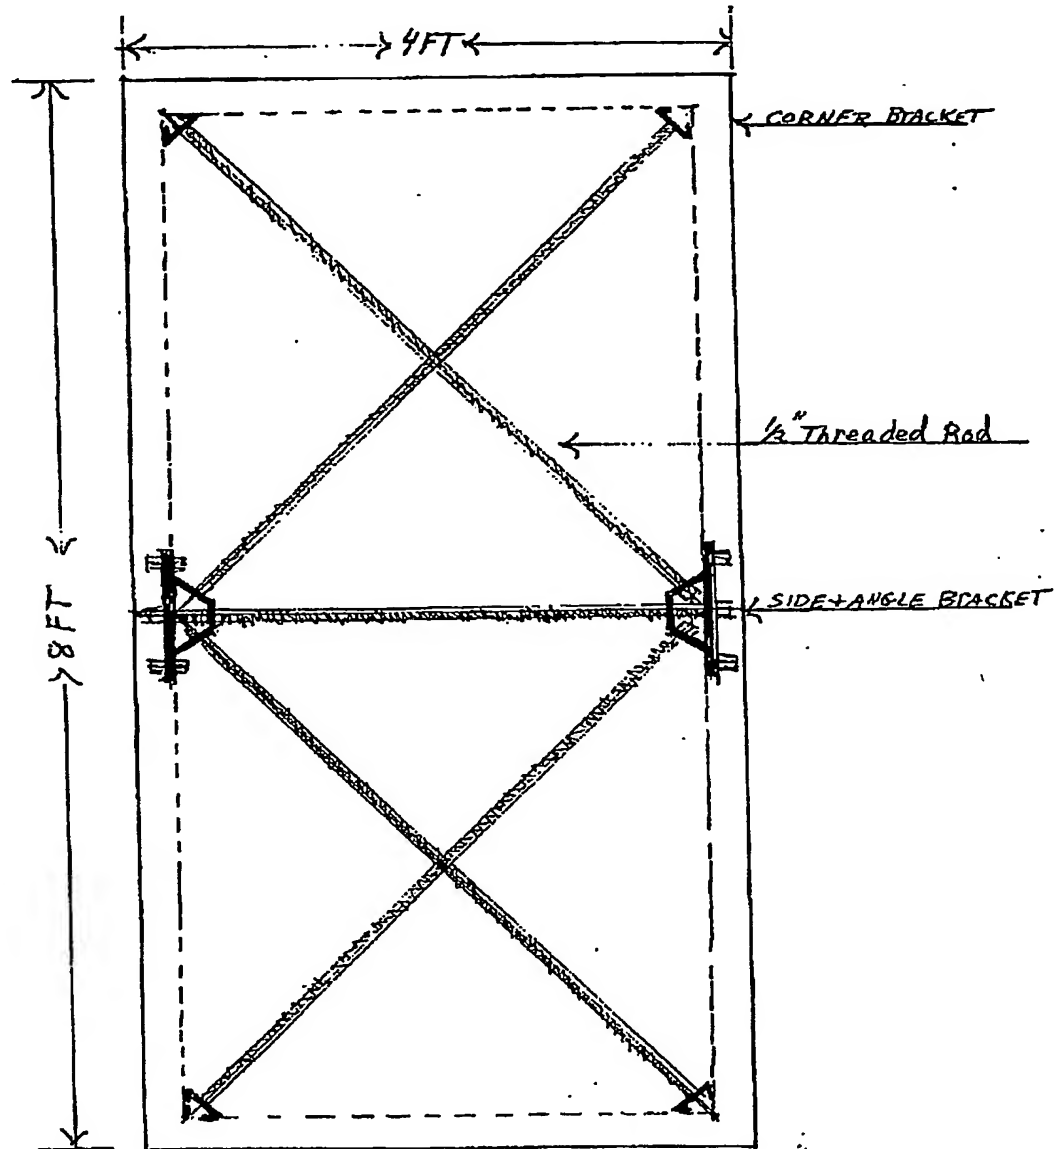 4FT
CORNER BRACKET
1/2" Threaded Rod
8FT
SIDE+ANGLE BRACKET